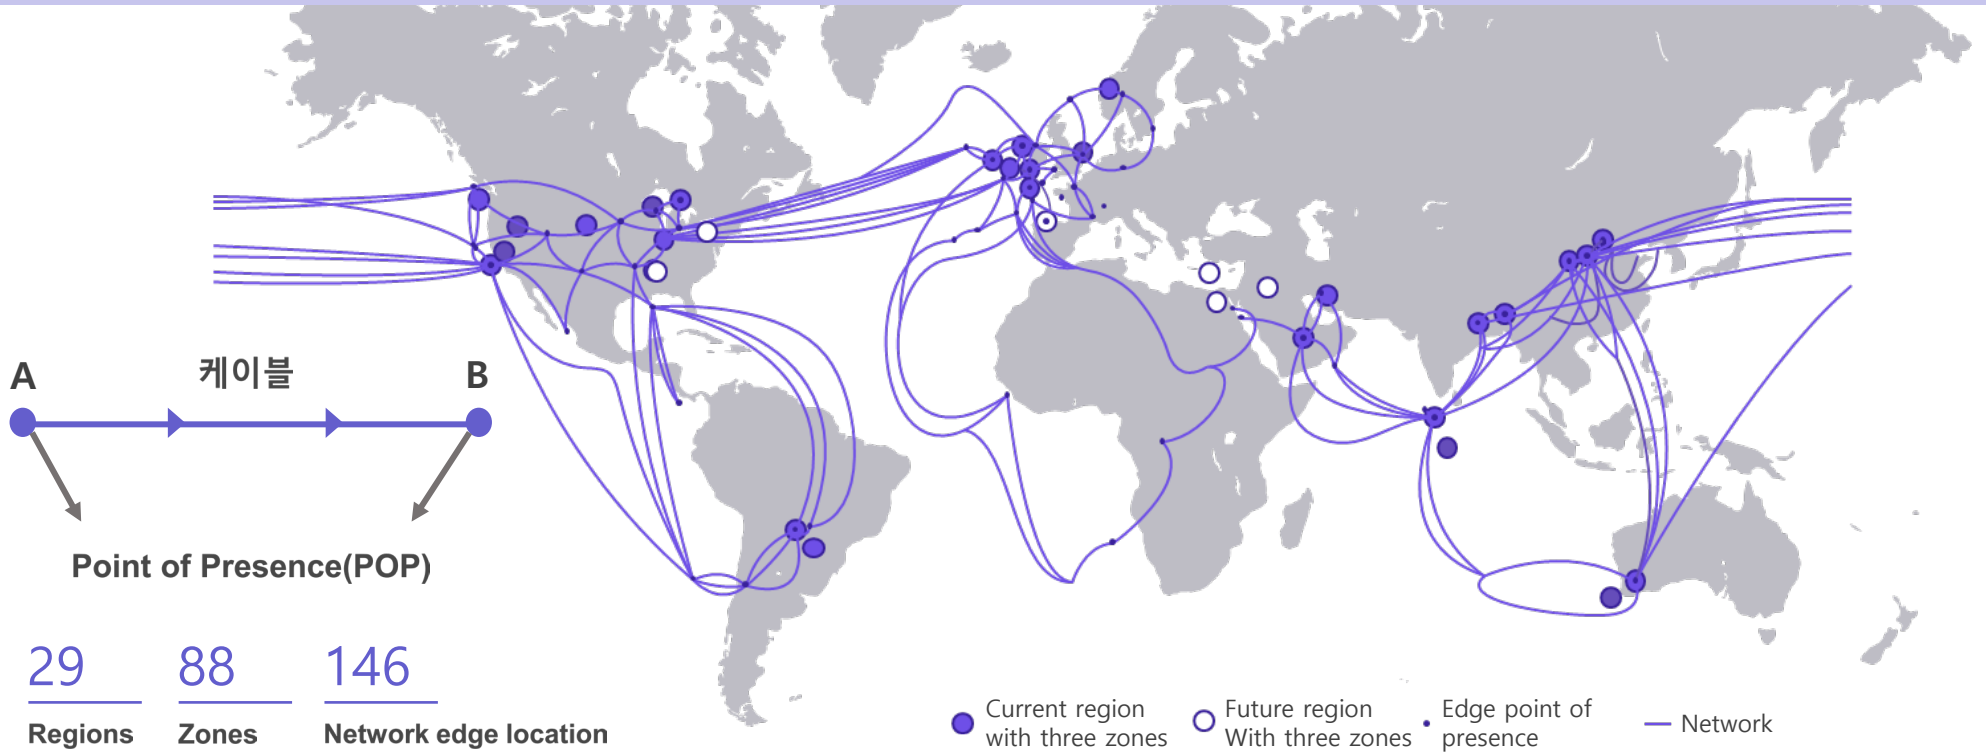 A 케이블 B
Point of Presence(POP)
29 88 146
Regions Zones Network edge location
Current region
with three zones
Future region
With three zones
Edge point of
presence
Network